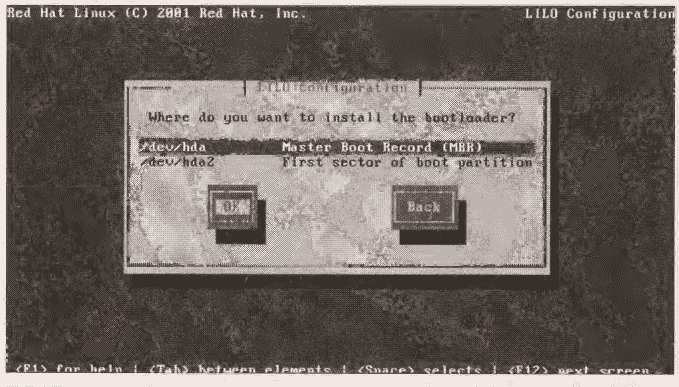 Red Hat Linux (C) 2001 Red Hat, Inc. LILO Configuration
LILO Configuration
Where do you want to install the bootloader?
/dev/hda Master Boot Record (MBR)
/dev/hda2 First sector of boot partition
OK Back
<F1> for help | <Tab> between elements | <Space> selects | <F12> next screen